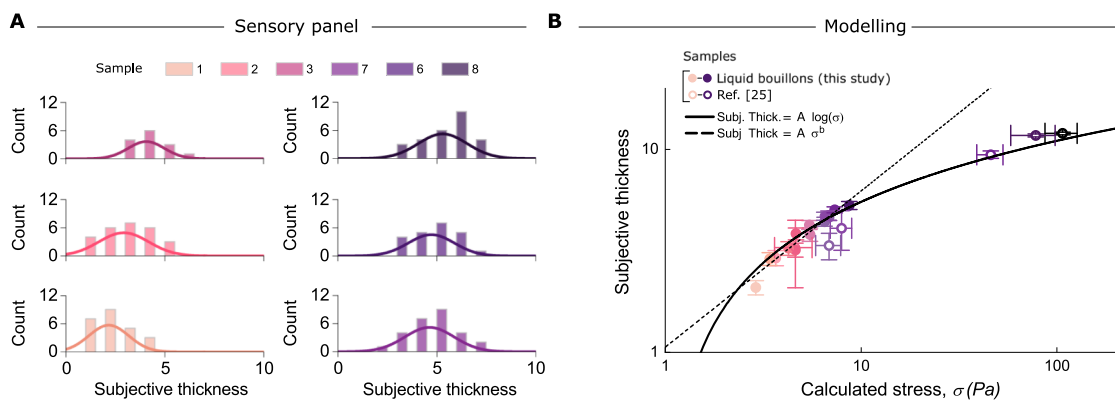 A
Sensory panel
Sample
1
2
3
7
6
8
12
6
0
Count
12
6
0
Count
12
6
0
Count
12
6
0
Count
0
5
10
Subjective thickness
12
6
0
Count
12
6
0
Count
0
5
10
Subjective thickness
B
Modelling
Samples
Liquid bouillons (this study)
Ref. [25]
Subj. Thick. = A log(σ)
Subj Thick = A σᵇ
Subjective thickness
10
1
1
10
100
Calculated stress, σ(Pa)